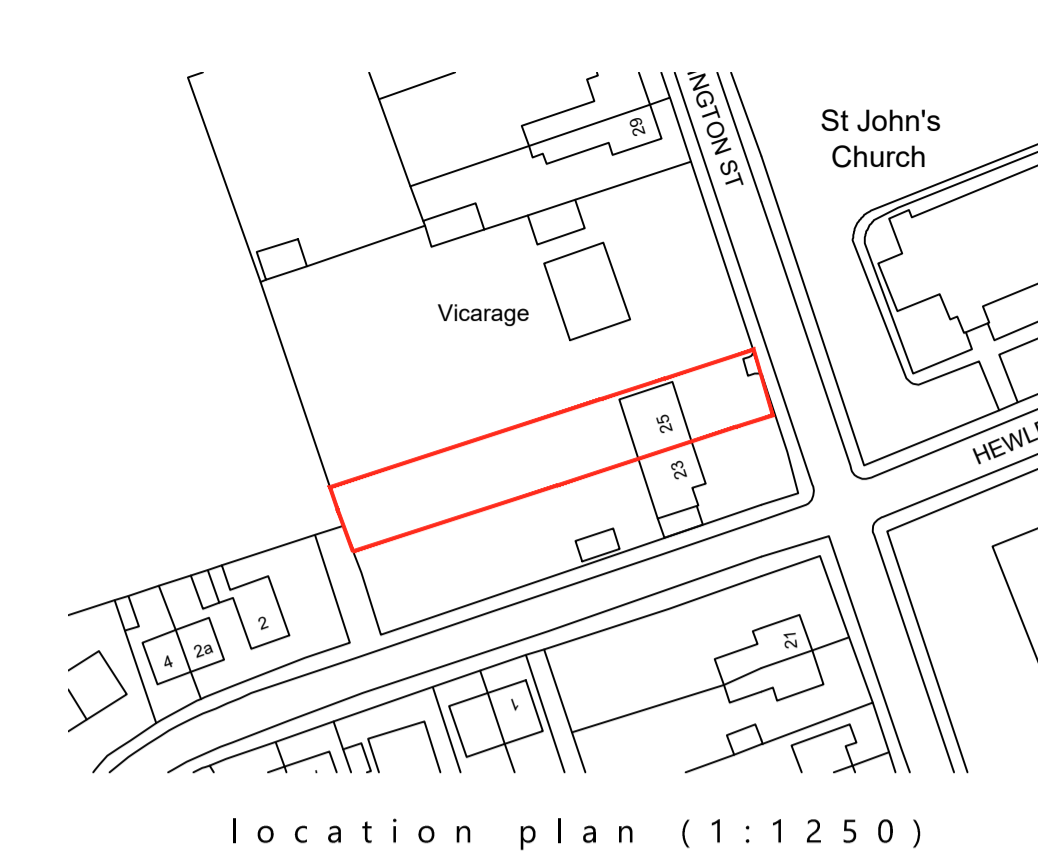 29
NGTON ST
St John's
Church
Vicarage
25
23
HEWL
2
2a
4
21
1
location plan (1:1250)